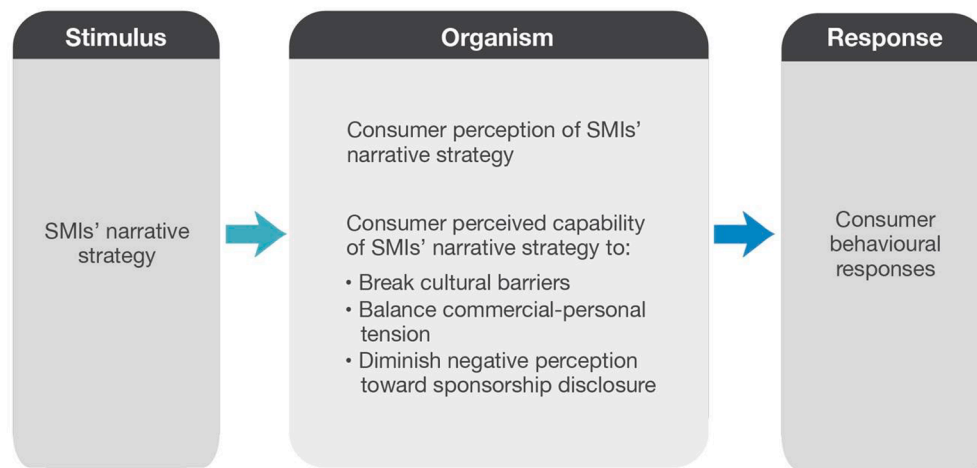 Stimulus
SMIs’ narrative
strategy
Organism
Consumer perception of SMIs’
narrative strategy
Consumer perceived capability
of SMIs’ narrative strategy to:
• Break cultural barriers
• Balance commercial-personal
tension
• Diminish negative perception
toward sponsorship disclosure
Response
Consumer
behavioural
responses